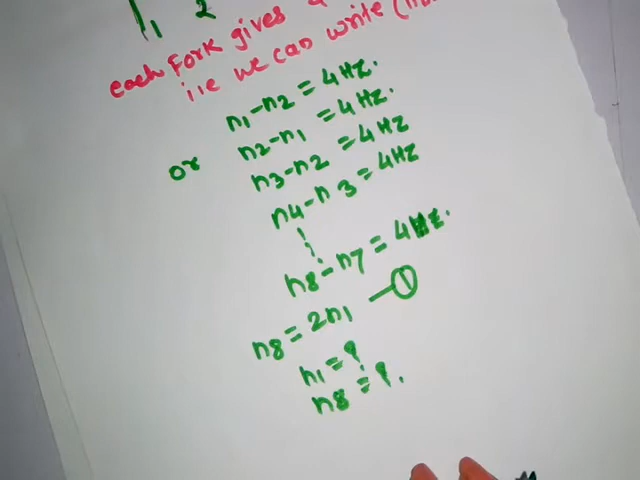 1 2
each Fork gives
i.e we can write
n1-n2 = 4Hz.
or n2-n1 = 4Hz.
n3-n2 = 4Hz
n4-n3 = 4Hz
n8-n7 = 4Hz.
n8 = 2n1 — 1
n1 = ?
n8 = ?.